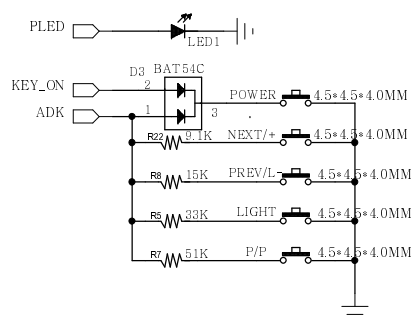 PLED
LED1
D3 BAT54C
KEY_ON 2
POWER 4.5*4.5*4.0MM
ADK 1 3
R22 9.1K NEXT/+ 4.5*4.5*4.0MM
R8 15K PREV/L- 4.5*4.5*4.0MM
R5 33K LIGHT 4.5*4.5*4.0MM
R7 51K P/P 4.5*4.5*4.0MM